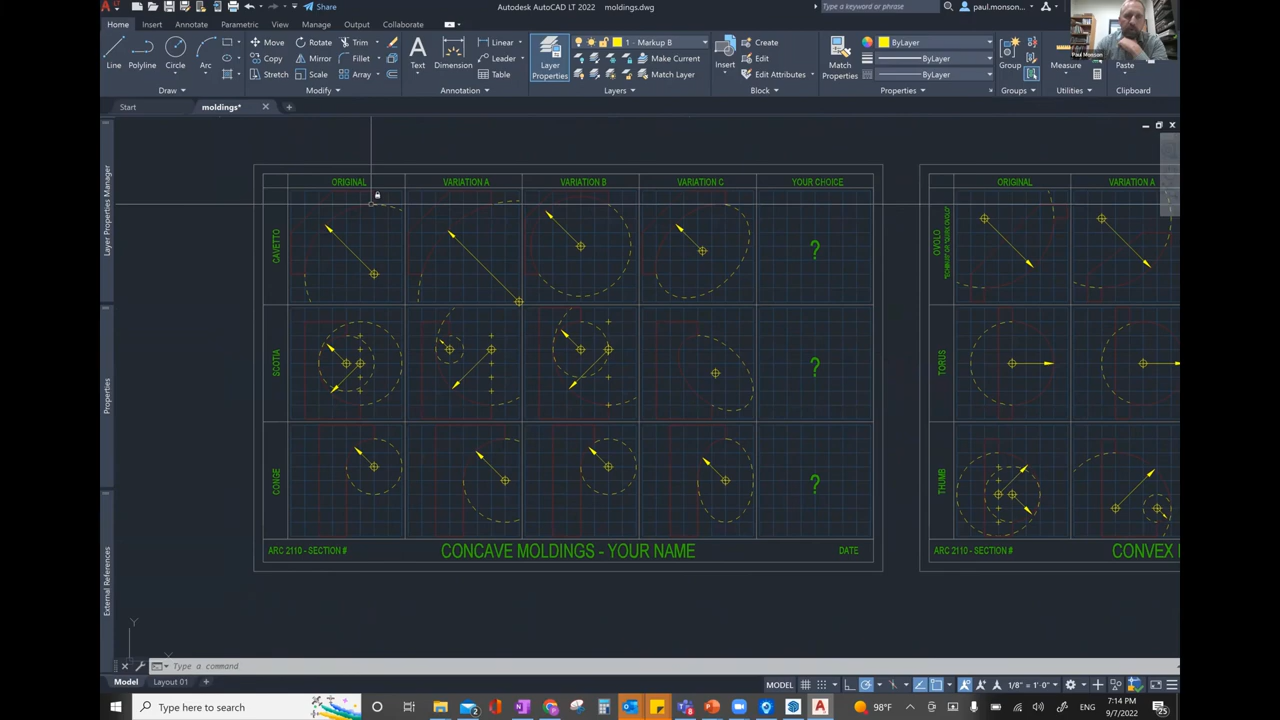 Share
Autodesk AutoCAD LT 2022 moldings.dwg
Type a keyword or phrase
paul.monson...
Home Insert Annotate Parametric View Manage Output Collaborate
Line Polyline Circle Arc
Move Rotate Trim
Copy Mirror Fillet
Stretch Scale Array
Text Dimension
Linear
Leader
Table
Layer Properties
1 - Markup B
Make Current
Match Layer
Insert
Create
Edit
Edit Attributes
Match Properties
ByLayer
ByLayer
ByLayer
Group
Measure
Paste
Paul Monson
Draw Modify Annotation Layers Block Properties Groups Utilities Clipboard
Start moldings*
Layer Properties Manager
Properties
External References
ORIGINAL VARIATION A VARIATION B VARIATION C YOUR CHOICE
CAVETTO
?
SCOTIA
?
CONGE
?
ARC 2110 - SECTION # CONCAVE MOLDINGS - YOUR NAME DATE
ORIGINAL VARIATION A
OVOLO
TORUS
THUMB
ARC 2110 - SECTION # CONVEX
Y
Type a command
Model Layout 01
MODEL
1/8" = 1'-0"
Type here to search
98°F
7:14 PM
9/7/2022